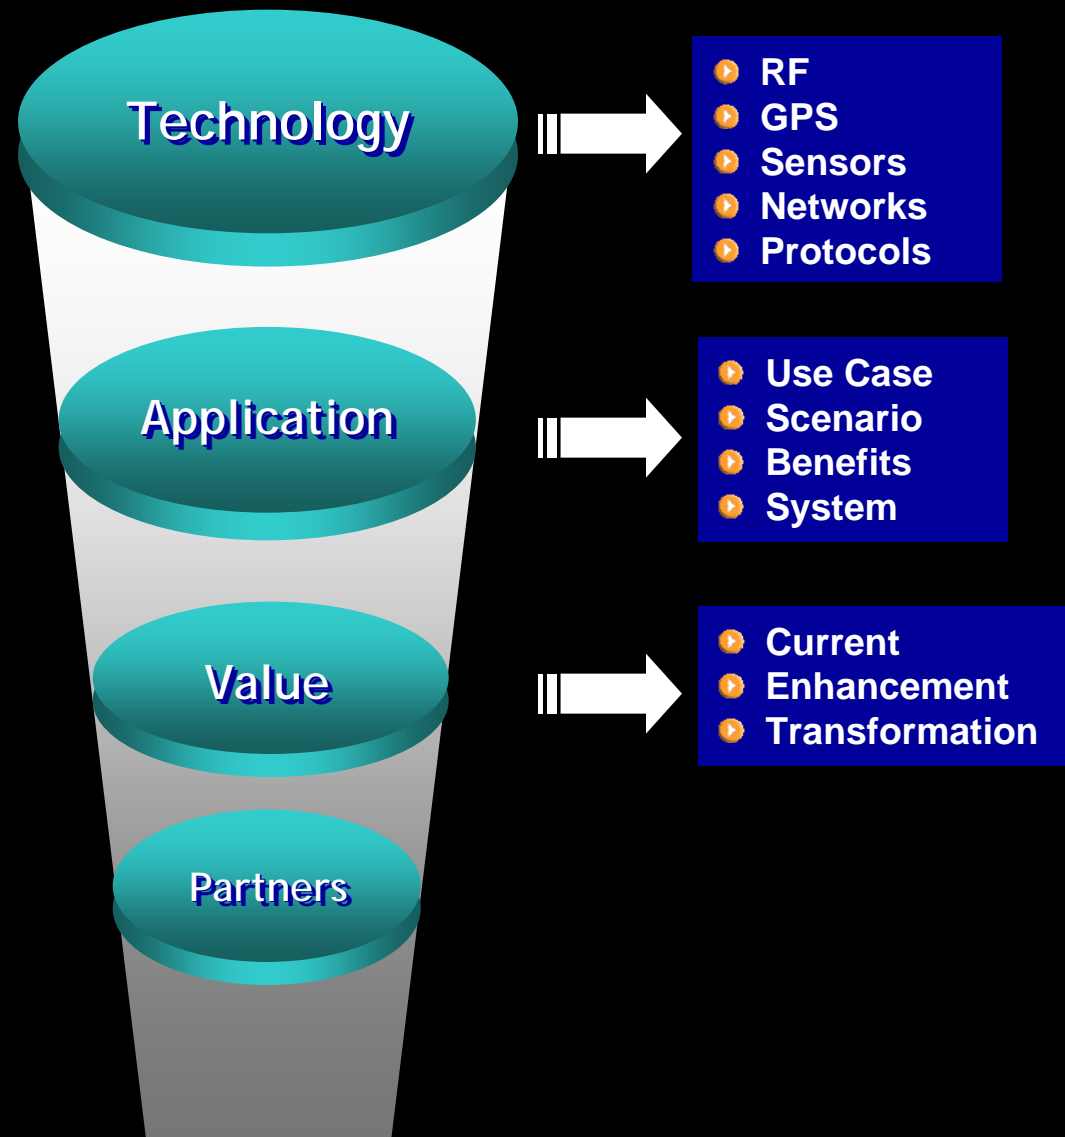 Technology
RF
GPS
Sensors
Networks
Protocols
Application
Use Case
Scenario
Benefits
System
Value
Current
Enhancement
Transformation
Partners